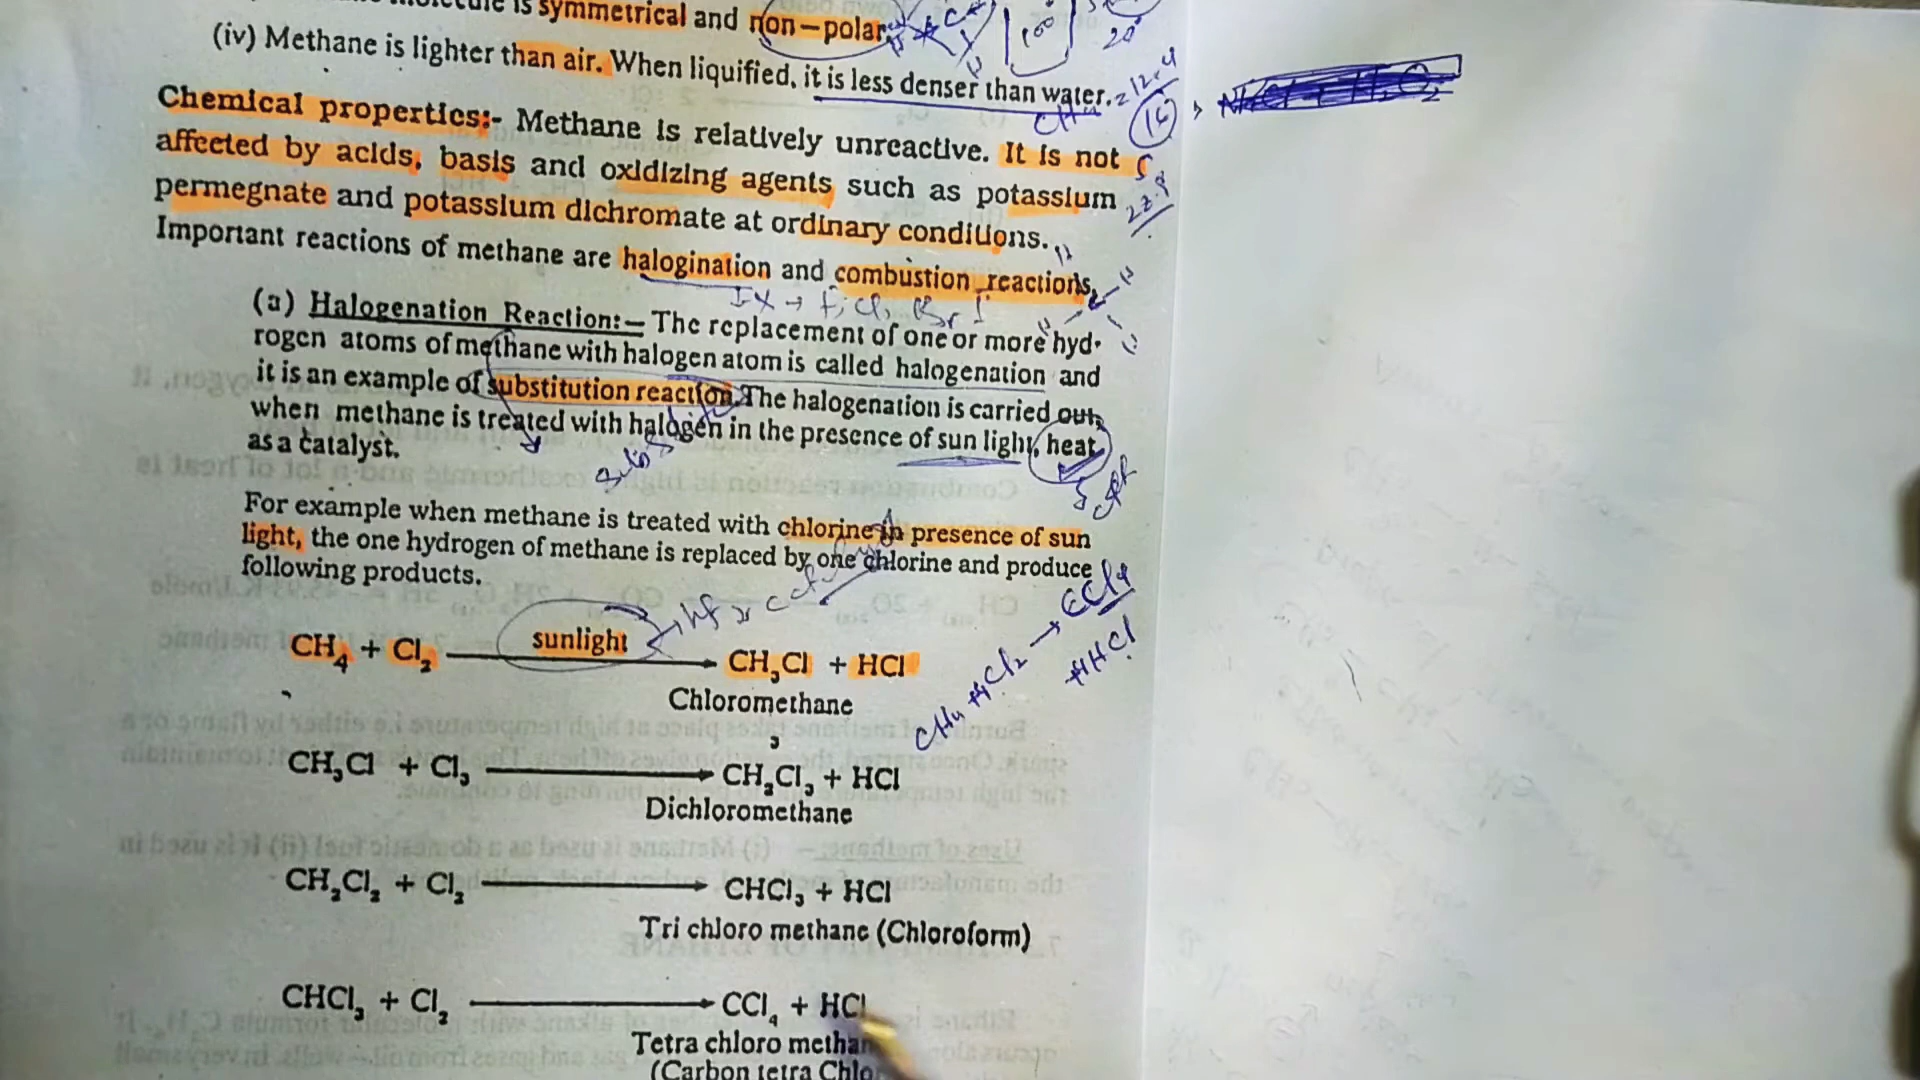 is symmetrical and non-polar.
(iv) Methane is lighter than air. When liquified, it is less denser than water.
Chemical properties:- Methane is relatively unreactive. It is not
affected by acids, basis and oxidizing agents such as potassium
permegnate and potassium dichromate at ordinary conditions.
Important reactions of methane are halogination and combustion reactions.
(a) Halogenation Reaction:— The replacement of one or more hyd-
rogen atoms of methane with halogen atom is called halogenation and
it is an example of substitution reaction. The halogenation is carried out,
when methane is treated with halogen in the presence of sun light, heat
as a catalyst.
For example when methane is treated with chlorine in presence of sun
light, the one hydrogen of methane is replaced by one chlorine and produce
following products.
CH₄ + Cl₂ sunlight → CH₃Cl + HCl
Chloromethane
CH₄ + 4Cl₂ → CCl₄
+4HCl
CH₃Cl + Cl₂ → CH₂Cl₂ + HCl
Dichloromethane
CH₂Cl₂ + Cl₂ → CHCl₃ + HCl
Tri chloro methane (Chloroform)
CHCl₃ + Cl₂ → CCl₄ + HCl
Tetra chloro
(Carbon tetra